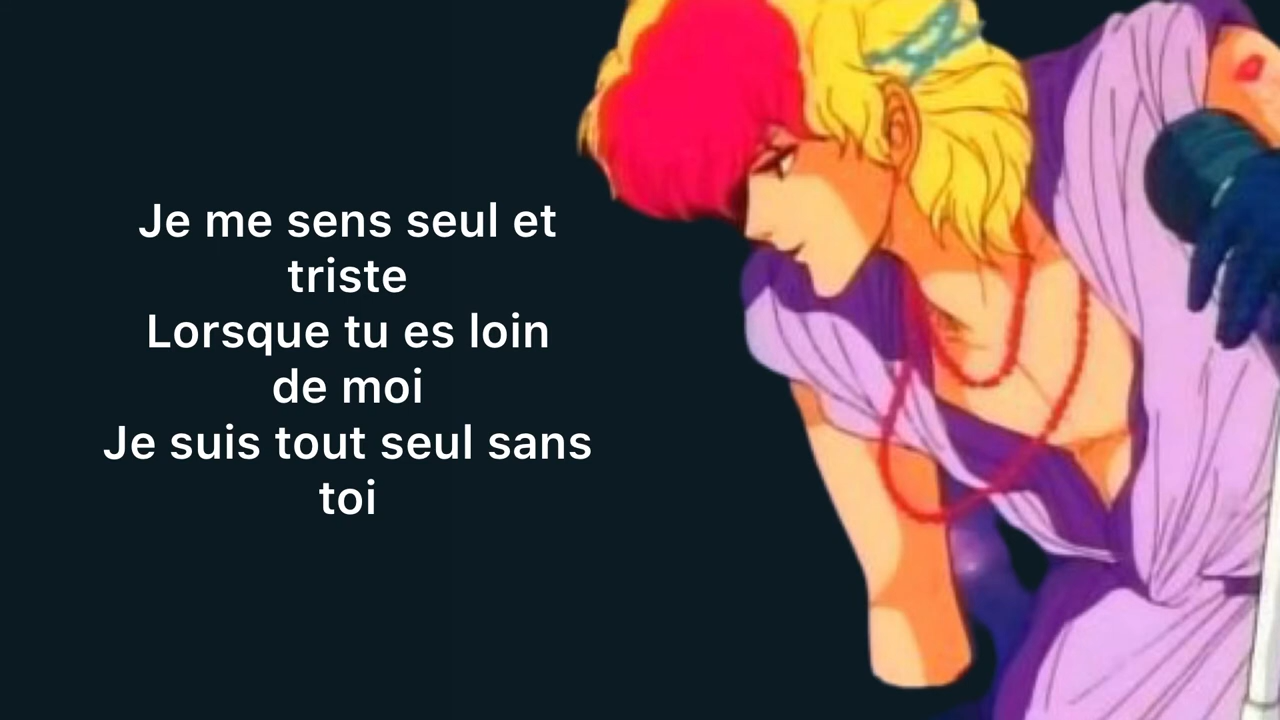 Je me sens seul et
triste
Lorsque tu es loin
de moi
Je suis tout seul sans
toi